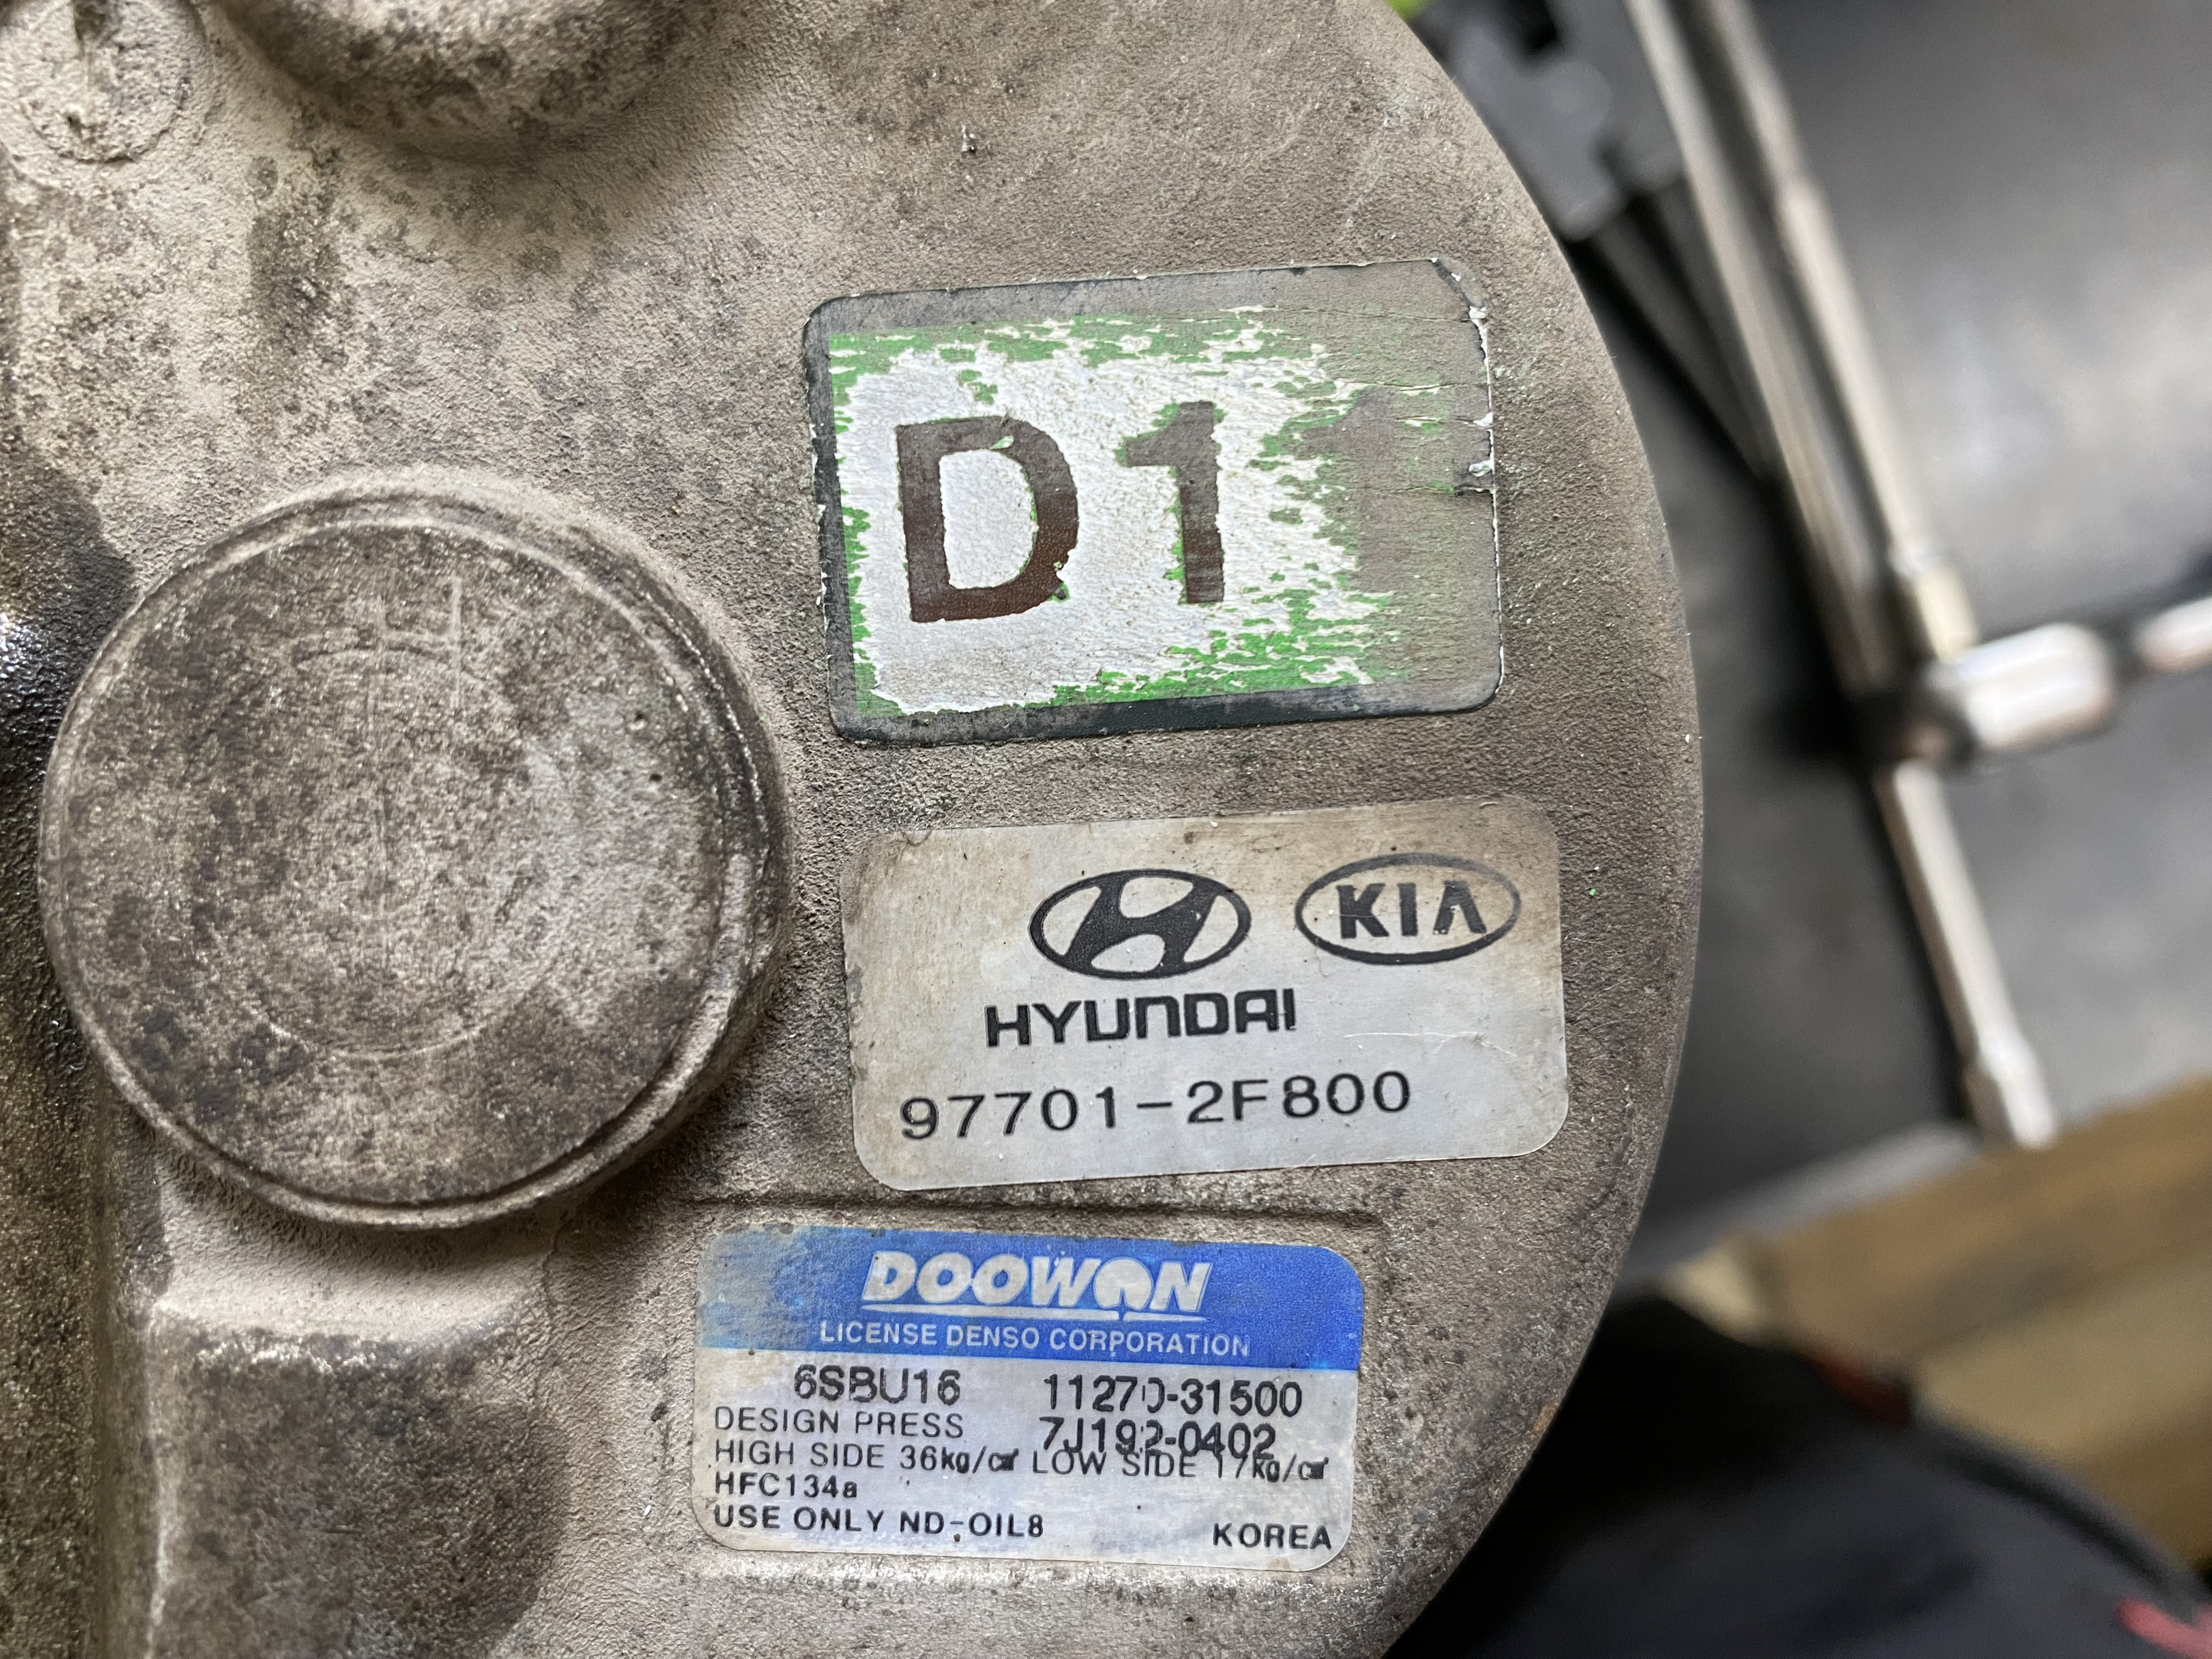 D11
KIA
HYUNDAI
97701-2F800
DOOWON
LICENSE DENSO CORPORATION
6SBU16 11270-31500
DESIGN PRESS 7J192-0402
HIGH SIDE 36kg/㎠ LOW SIDE 17kg/㎠
HFC134a
USE ONLY ND-OIL8 KOREA